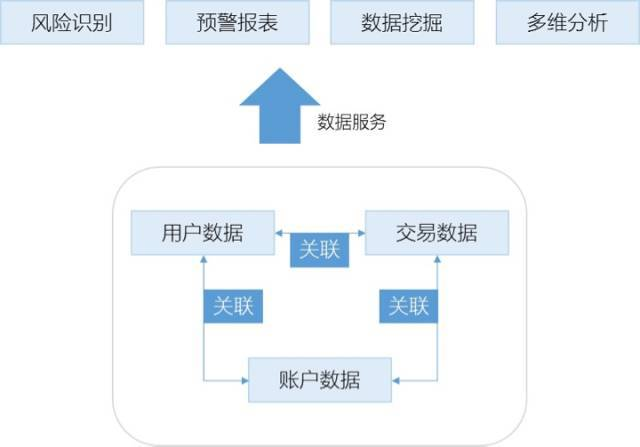 风险识别
预警报表
数据挖掘
多维分析
数据服务
用户数据
交易数据
关联
关联
关联
账户数据